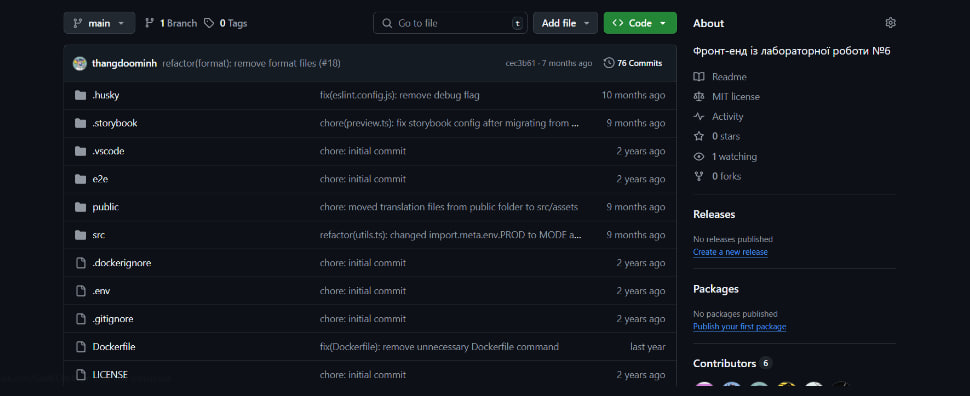 main
1 Branch
0 Tags
Go to file
t
Add file
Code
thangdoominh refactor(format): remove format files (#18) cec3b61 · 7 months ago 76 Commits
.husky fix(eslint.config.js): remove debug flag 10 months ago
.storybook chore(preview.ts): fix storybook config after migrating from ... 9 months ago
.vscode chore: initial commit 2 years ago
e2e chore: initial commit 2 years ago
public chore: moved translation files from public folder to src/assets 9 months ago
src refactor(utils.ts): changed import.meta.env.PROD to MODE a... 9 months ago
.dockerignore chore: initial commit 2 years ago
.env chore: initial commit 2 years ago
.gitignore chore: initial commit 2 years ago
Dockerfile fix(Dockerfile): remove unnecessary Dockerfile command last year
LICENSE chore: initial commit 2 years ago
About
Фронт-енд із лабораторної роботи №6
Readme
MIT license
Activity
0 stars
1 watching
0 forks
Releases
No releases published
Create a new release
Packages
No packages published
Publish your first package
Contributors 6